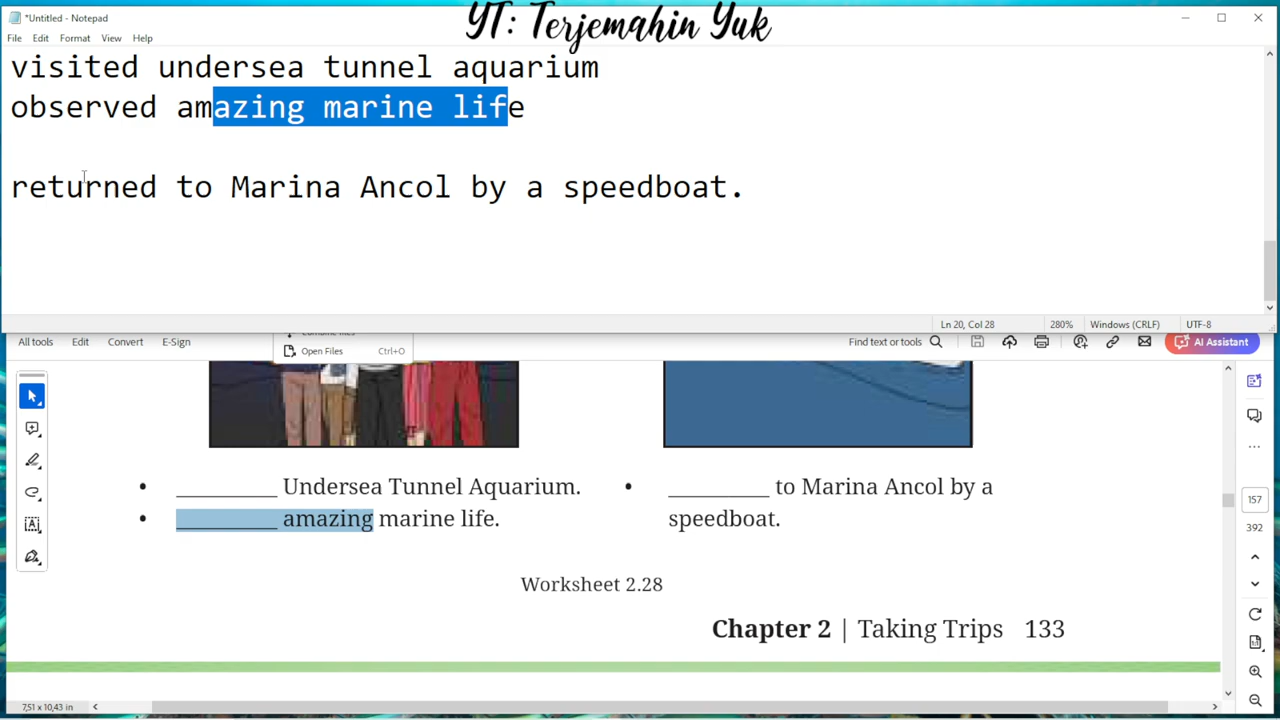 YT: Terjemahin Yuk
*Untitled - Notepad
File Edit Format View Help
visited undersea tunnel aquarium
observed amazing marine life
returned to Marina Ancol by a speedboat.
Ln 20, Col 28 280% Windows (CRLF) UTF-8
All tools Edit Convert E-Sign Find text or tools AI Assistant
Open Files Ctrl+O
• __________ Undersea Tunnel Aquarium.
• __________ amazing marine life.
• __________ to Marina Ancol by a
speedboat.
157
392
Worksheet 2.28
Chapter 2 | Taking Trips 133
7,51 x 10,43 in